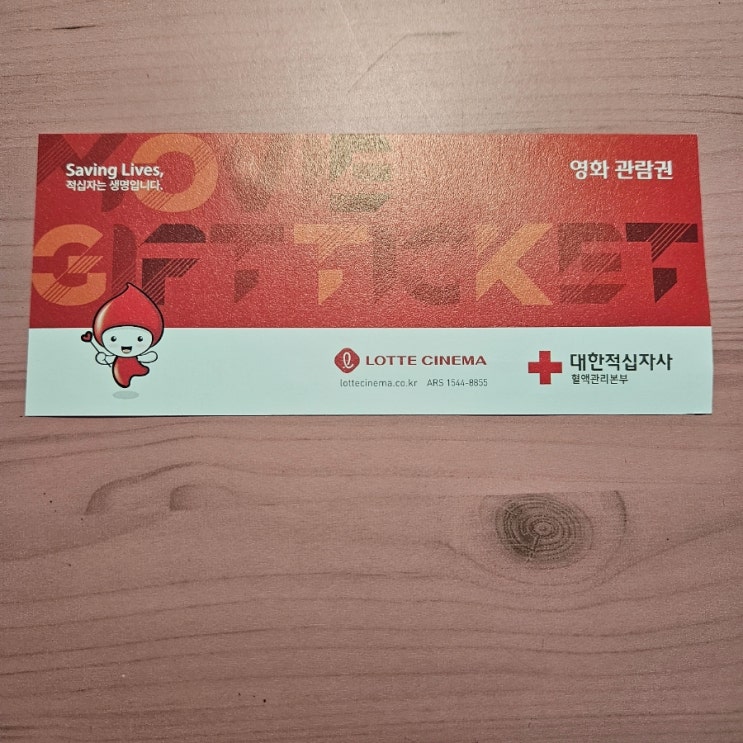 Saving Lives,
적십자는 생명입니다.
영화 관람권
MOVIE
GIFT TICKET
LOTTE CINEMA
lottecinema.co.kr ARS 1544-8855
대한적십자사
혈액관리본부